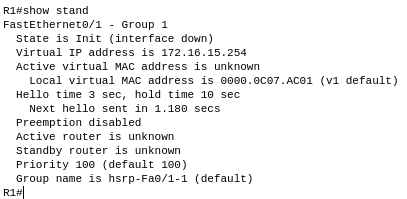 R1#show stand
FastEthernet0/1 - Group 1
  State is Init (interface down)
  Virtual IP address is 172.16.15.254
  Active virtual MAC address is unknown
    Local virtual MAC address is 0000.0C07.AC01 (v1 default)
  Hello time 3 sec, hold time 10 sec
    Next hello sent in 1.180 secs
  Preemption disabled
  Active router is unknown
  Standby router is unknown
  Priority 100 (default 100)
  Group name is hsrp-Fa0/1-1 (default)
R1#